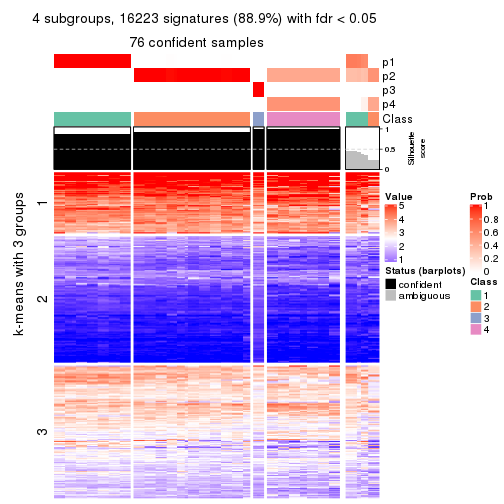 4 subgroups, 16223 signatures (88.9%) with fdr < 0.05
76 confident samples
p1
p2
p3
p4
Class
1
0.5
0
Silhouette
score
k-means with 3 groups
1
2
3
Value
5
4
3
2
1
Status (barplots)
confident
ambiguous
Prob
1
0.8
0.6
0.4
0.2
0
Class
1
2
3
4